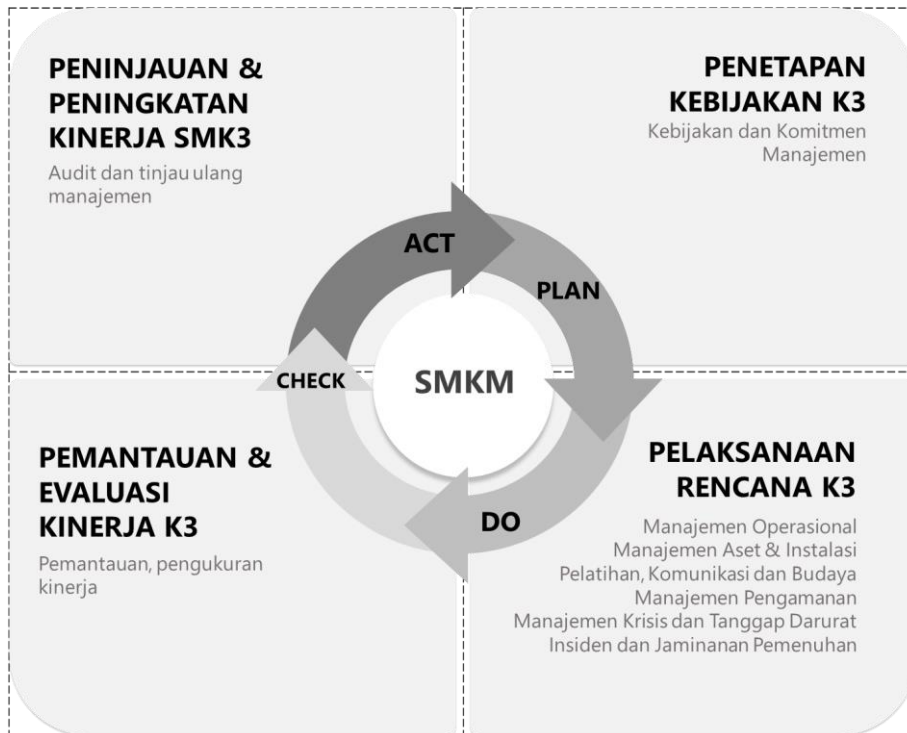 PENINJAUAN &
PENINGKATAN
KINERJA SMK3
Audit dan tinjau ulang
manajemen
PENETAPAN
KEBIJAKAN K3
Kebijakan dan Komitmen
Manajemen
ACT
PLAN
CHECK
SMKM
DO
PEMANTAUAN &
EVALUASI
KINERJA K3
Pemantauan, pengukuran
kinerja
PELAKSANAAN
RENCANA K3
Manajemen Operasional
Manajemen Aset & Instalasi
Pelatihan, Komunikasi dan Budaya
Manajemen Pengamanan
Manajemen Krisis dan Tanggap Darurat
Insiden dan Jaminanan Pemenuhan